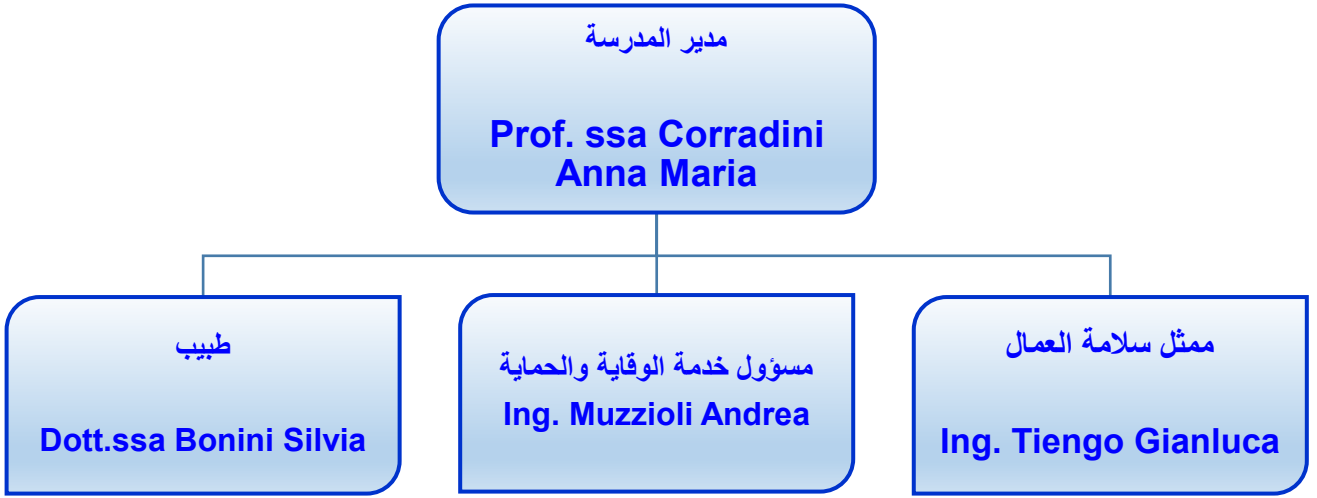 مدير المدرسة
Prof. ssa Corradini
Anna Maria
طبيب
Dott.ssa Bonini Silvia
مسؤول خدمة الوقاية والحماية
Ing. Muzzioli Andrea
ممثل سلامة العمال
Ing. Tiengo Gianluca